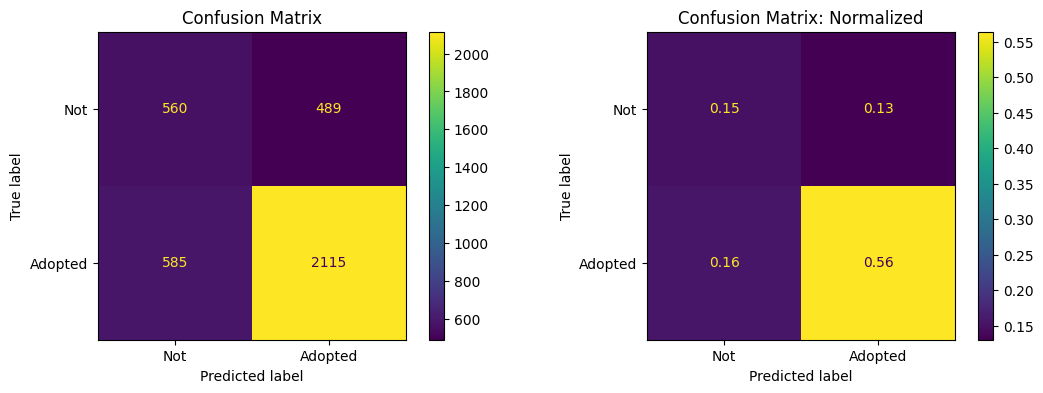 Confusion Matrix
True label
Not
Adopted
560
489
585
2115
Not
Adopted
Predicted label
2000
1800
1600
1400
1200
1000
800
600
Confusion Matrix: Normalized
True label
Not
Adopted
0.15
0.13
0.16
0.56
Not
Adopted
Predicted label
0.55
0.50
0.45
0.40
0.35
0.30
0.25
0.20
0.15